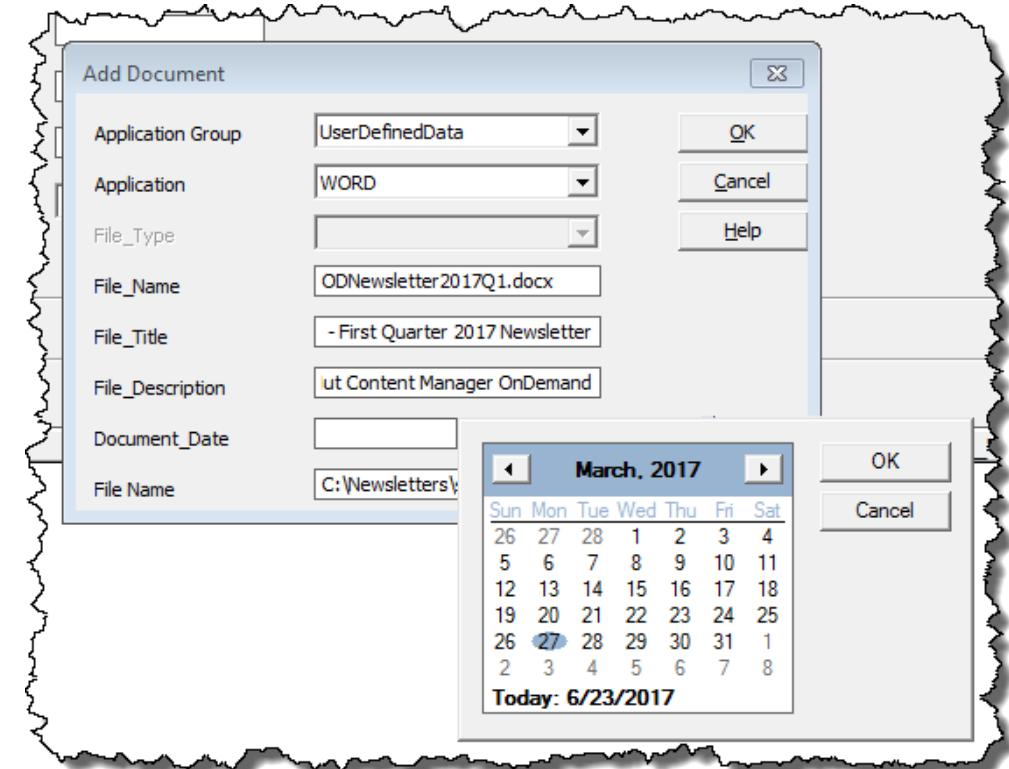 Add Document
Application Group UserDefinedData OK
Application WORD Cancel
File_Type Help
File_Name ODNewsletter2017Q1.docx
File_Title - First Quarter 2017 Newsletter
File_Description ut Content Manager OnDemand
Document_Date
File Name C:\Newsletters\
March, 2017 OK
Cancel
Sun Mon Tue Wed Thu Fri Sat
26 27 28 1 2 3 4
5 6 7 8 9 10 11
12 13 14 15 16 17 18
19 20 21 22 23 24 25
26 27 28 29 30 31 1
2 3 4 5 6 7 8
Today: 6/23/2017